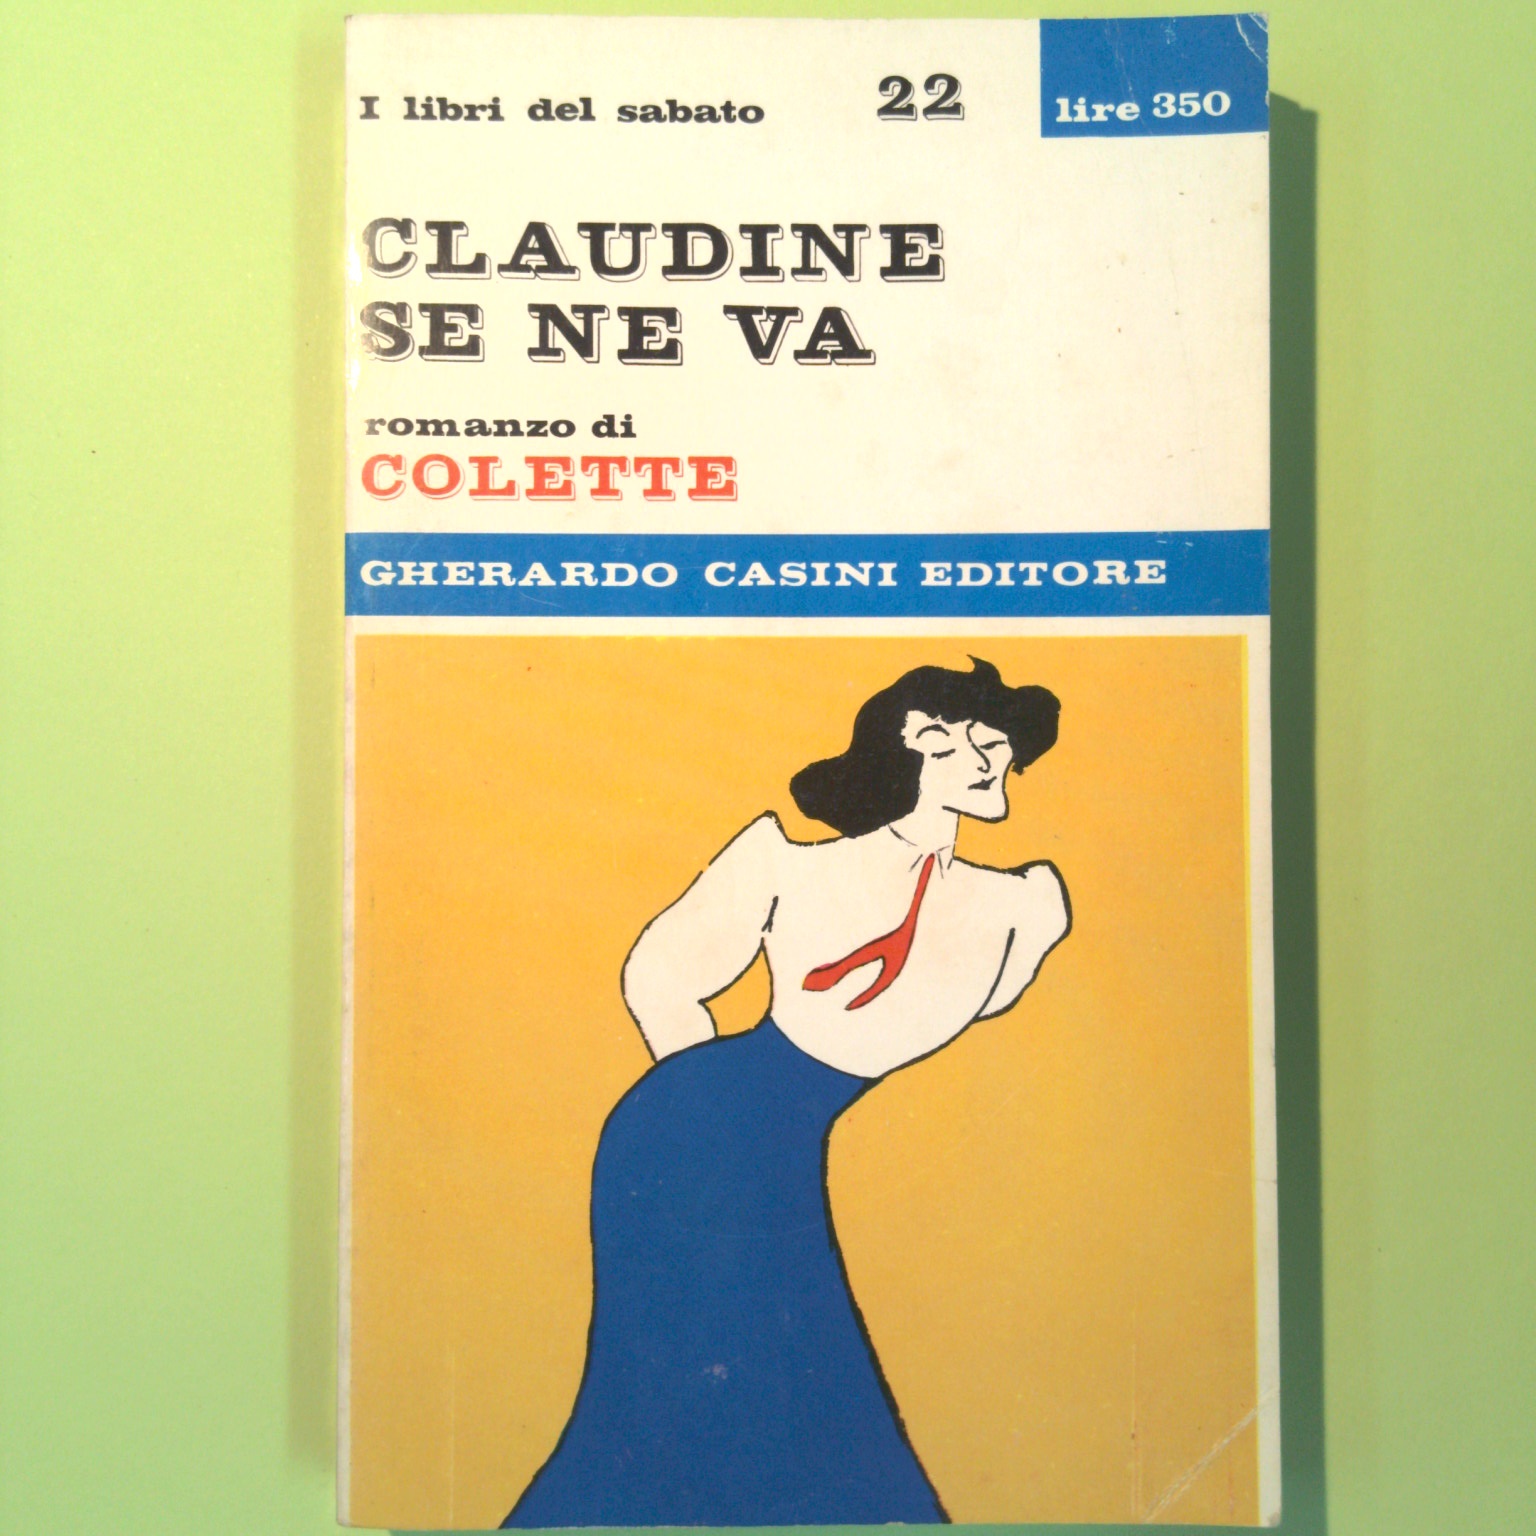 I libri del sabato 22 lire 350
CLAUDINE
SE NE VA
romanzo di
COLETTE
GHERARDO CASINI EDITORE